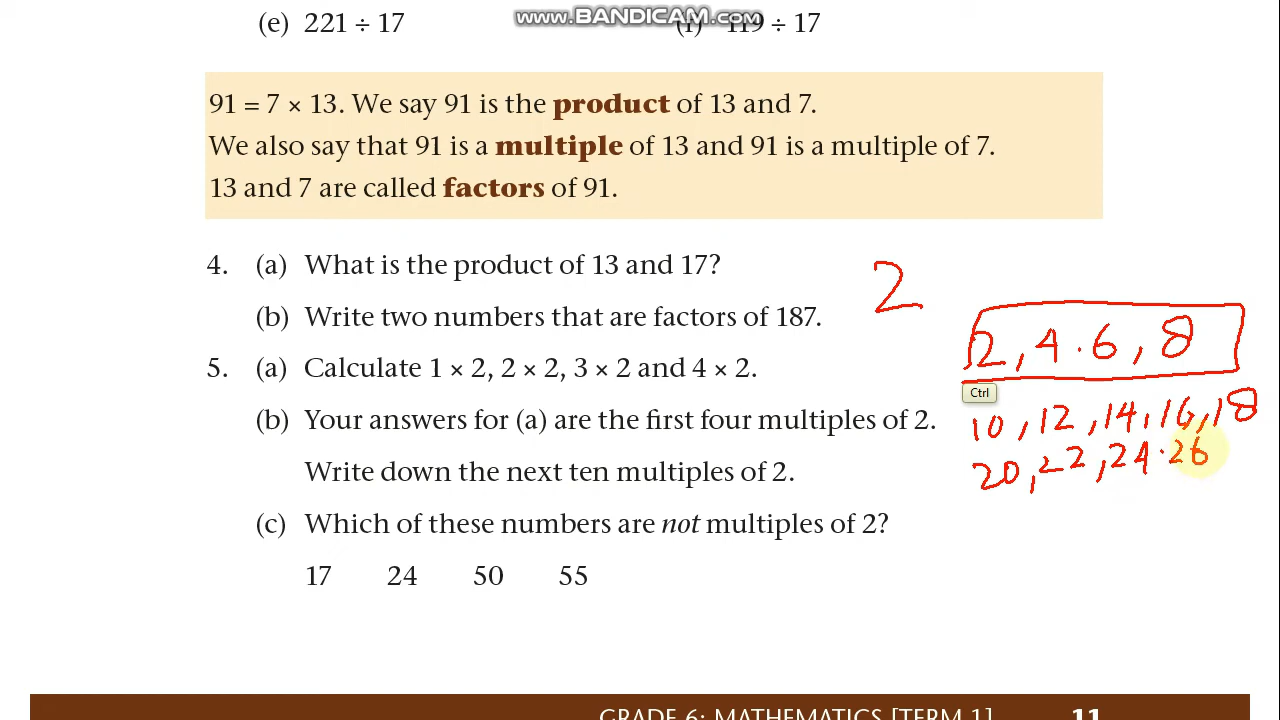 www.BANDICAM.com
(e) 221 ÷ 17 (f) 119 ÷ 17
91 = 7 × 13. We say 91 is the product of 13 and 7.
We also say that 91 is a multiple of 13 and 91 is a multiple of 7.
13 and 7 are called factors of 91.
4. (a) What is the product of 13 and 17?
(b) Write two numbers that are factors of 187.
2
5. (a) Calculate 1 × 2, 2 × 2, 3 × 2 and 4 × 2.
2, 4 . 6, 8
Ctrl
(b) Your answers for (a) are the first four multiples of 2.
10, 12, 14, 16, 18
Write down the next ten multiples of 2.
20, 22, 24 . 26
(c) Which of these numbers are not multiples of 2?
17 24 50 55
GRADE 6: MATHEMATICS [TERM 1] 11